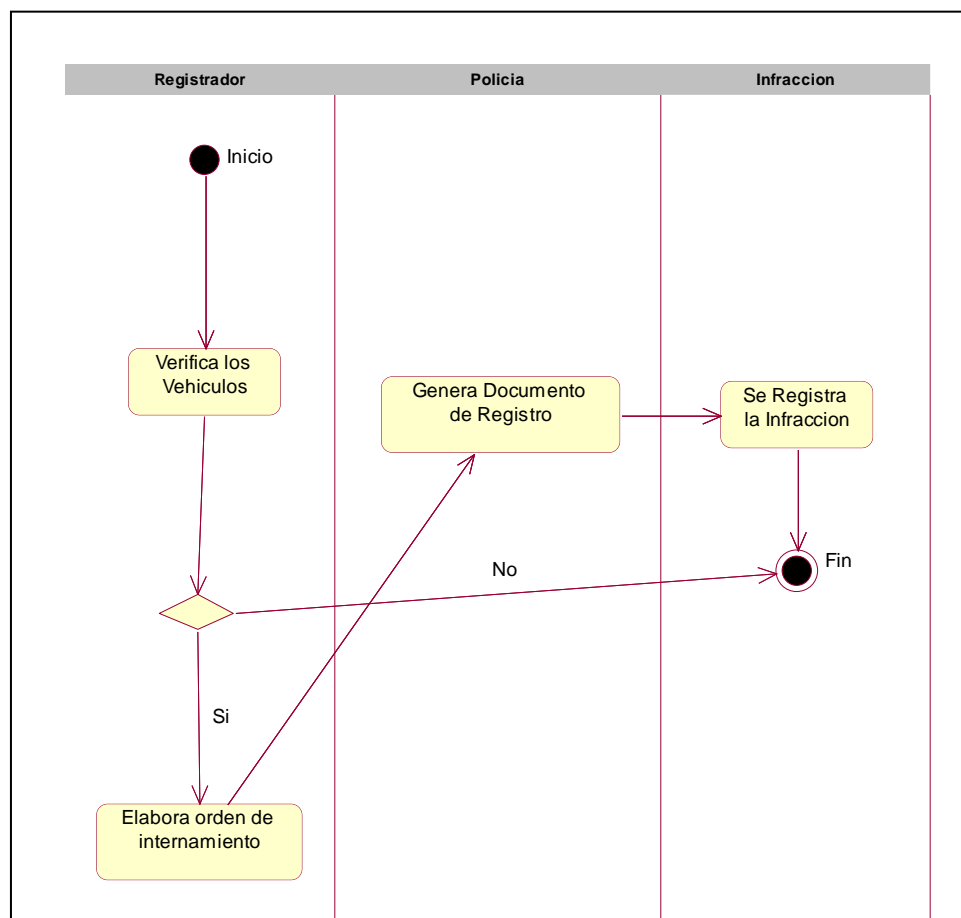 Registrador
Policia
Infraccion
Inicio
Verifica los
Vehiculos
Genera Documento
de Registro
Se Registra
la Infraccion
No
Fin
Si
Elabora orden de
internamiento